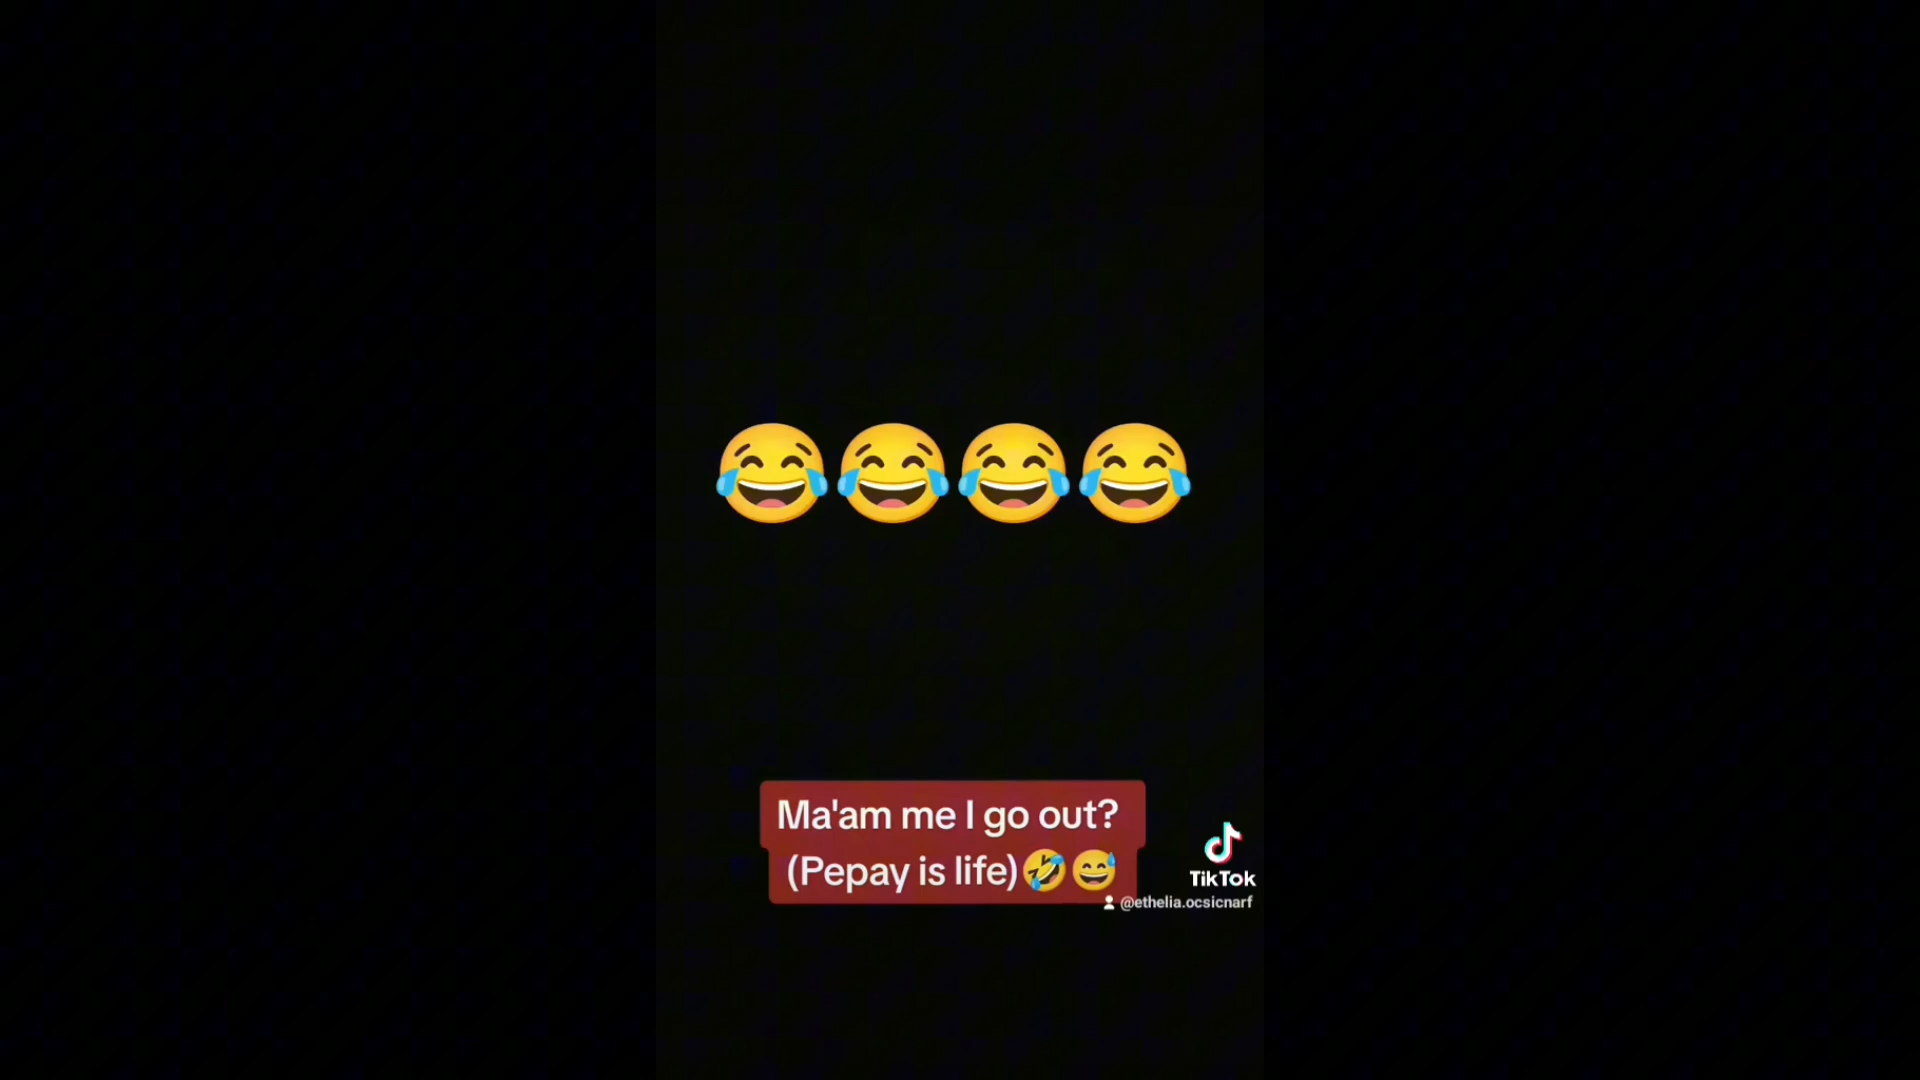 😂😂😂😂
Ma'am me I go out?
(Pepay is life)🤣😅
TikTok
@ethelia.ocsicnarf